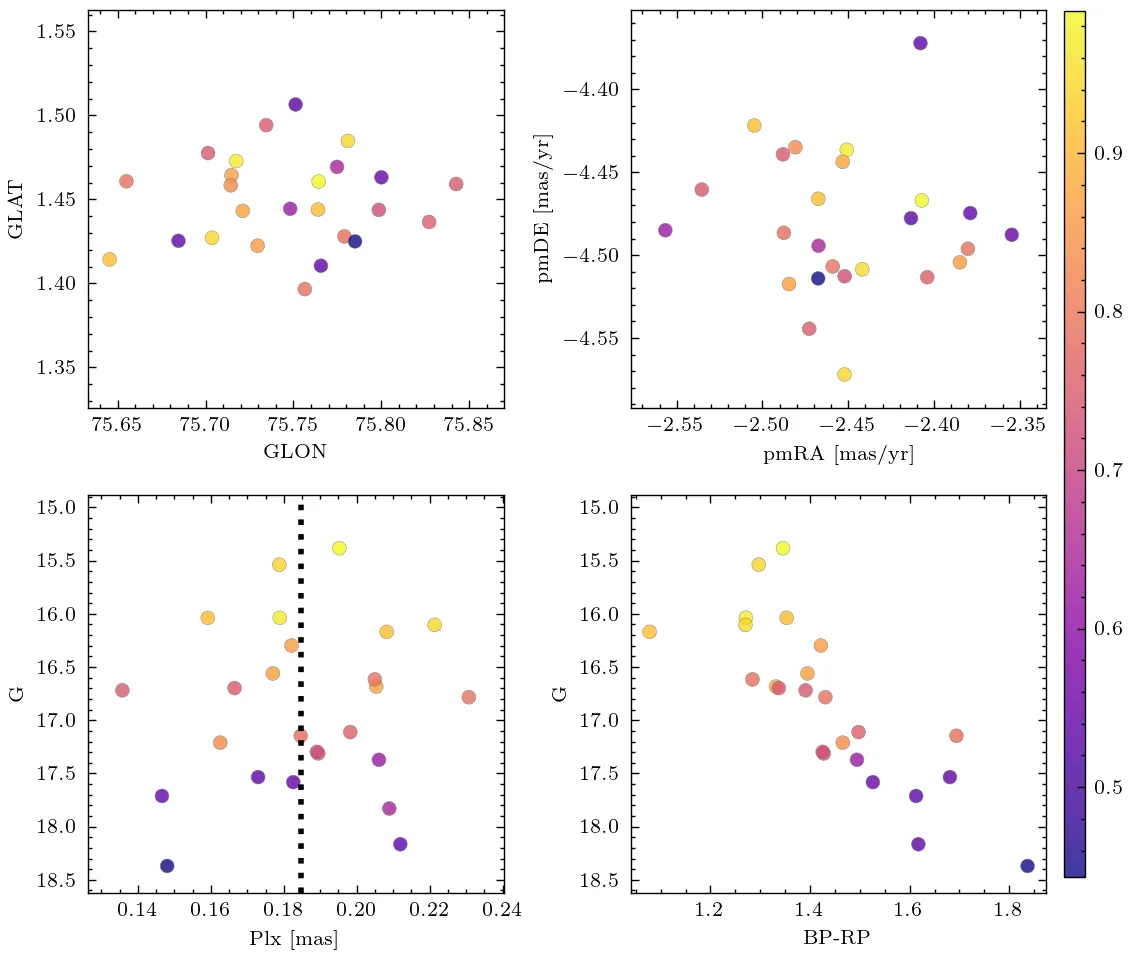 1.55
1.50
1.45
1.40
1.35
GLAT
75.65 75.70 75.75 75.80 75.85
GLON
−4.40
−4.45
−4.50
−4.55
pmDE [mas/yr]
−2.55 −2.50 −2.45 −2.40 −2.35
pmRA [mas/yr]
0.9
0.8
0.7
0.6
0.5
15.0
15.5
16.0
16.5
17.0
17.5
18.0
18.5
G
0.14 0.16 0.18 0.20 0.22 0.24
Plx [mas]
15.0
15.5
16.0
16.5
17.0
17.5
18.0
18.5
G
1.2 1.4 1.6 1.8
BP-RP